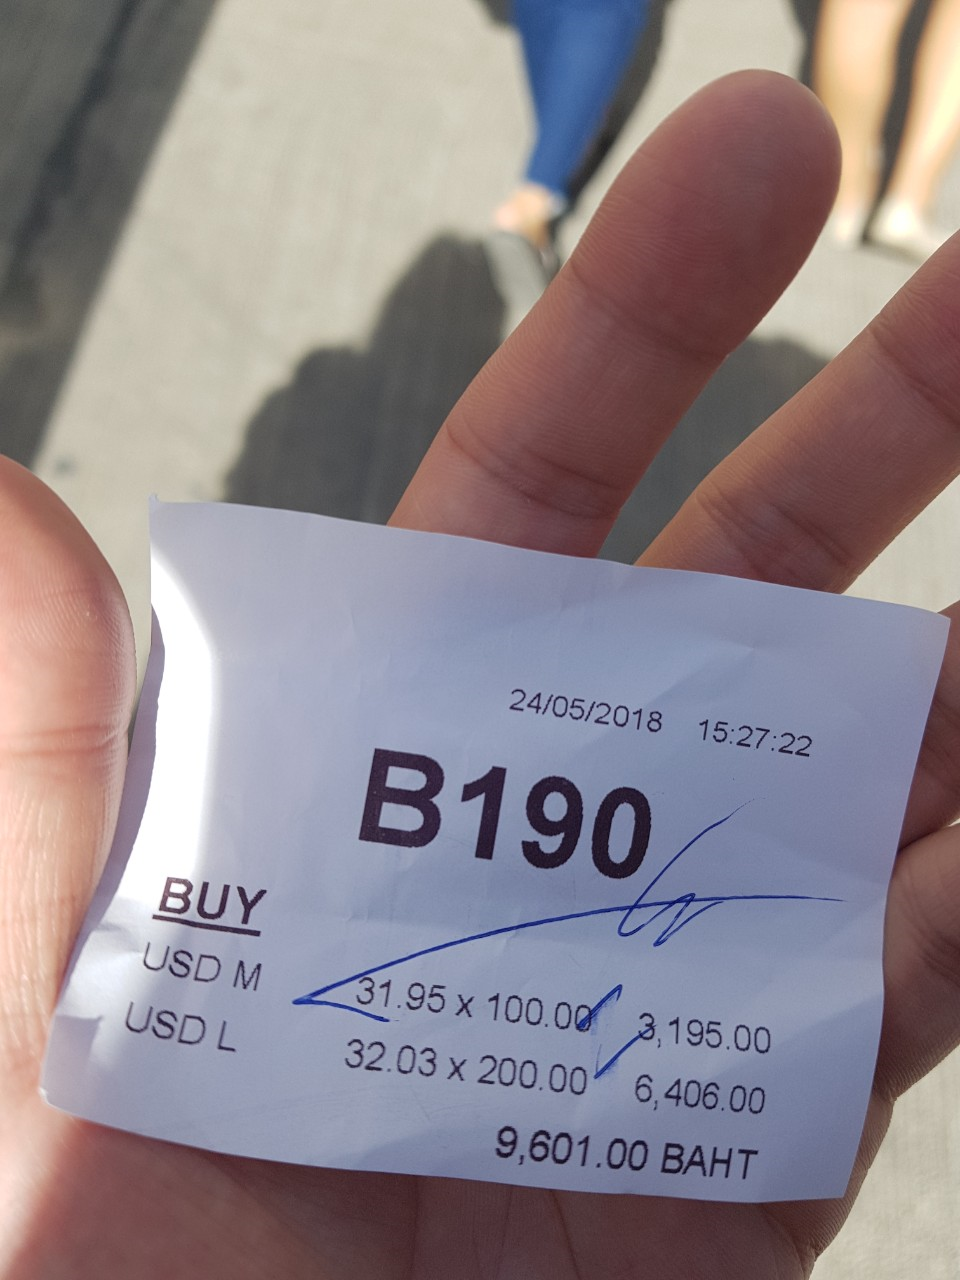 24/05/2018 15:27:22
B190
BUY
USD M 31.95 x 100.00 3,195.00
USD L 32.03 x 200.00 6,406.00
9,601.00 BAHT